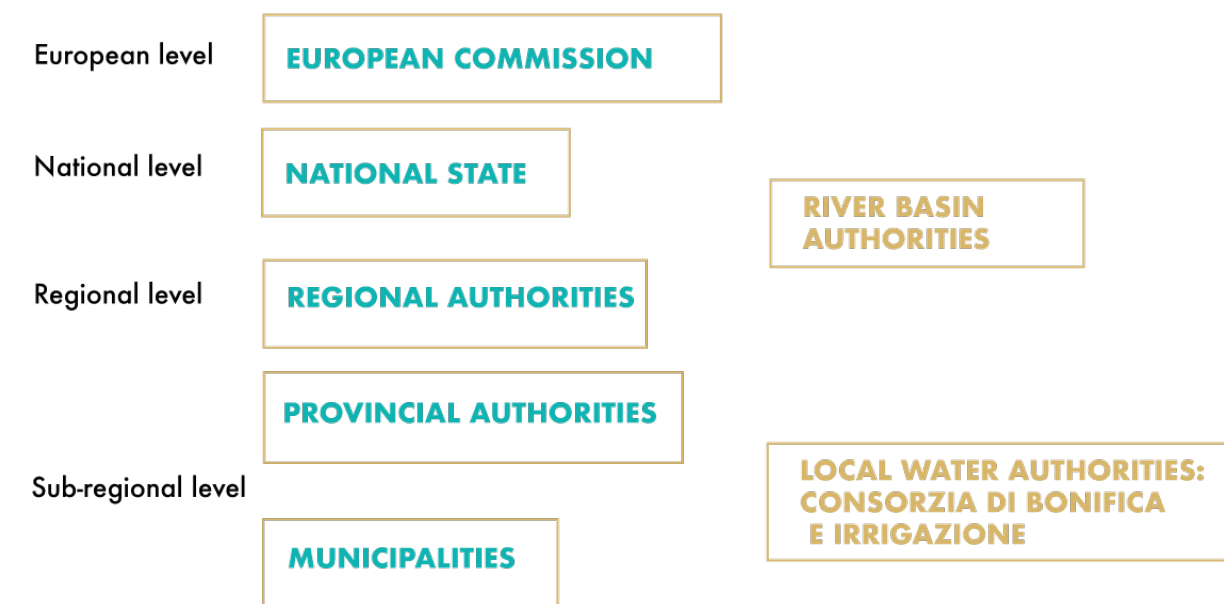 European level
EUROPEAN COMMISSION
National level
NATIONAL STATE
RIVER BASIN
AUTHORITIES
Regional level
REGIONAL AUTHORITIES
PROVINCIAL AUTHORITIES
Sub-regional level
LOCAL WATER AUTHORITIES:
CONSORZIA DI BONIFICA
E IRRIGAZIONE
MUNICIPALITIES